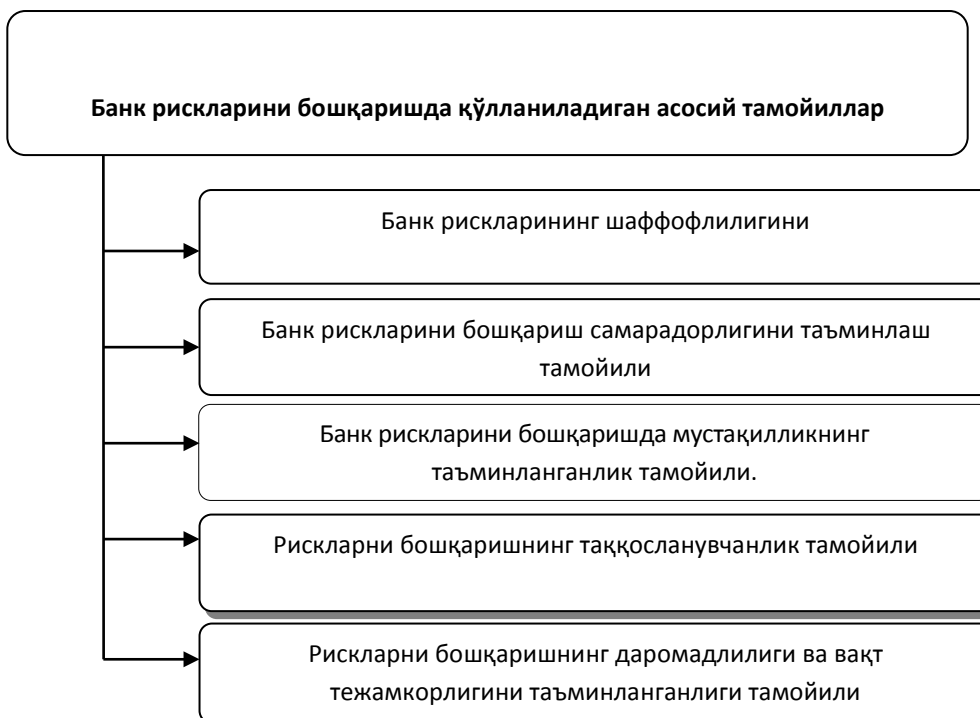 Банк рискларини бошқаришда қўлланиладиган асосий тамойиллар
Банк рискларининг шаффофлилигини
Банк рискларини бошқариш самарадорлигини таъминлаш
тамойили
Банк рискларини бошқаришда мустақилликнинг
таъминланганлик тамойили.
Рискларни бошқаришнинг таққосланувчанлик тамойили
Рискларни бошқаришнинг даромадлилиги ва вақт
тежамкорлигини таъминланганлиги тамойили